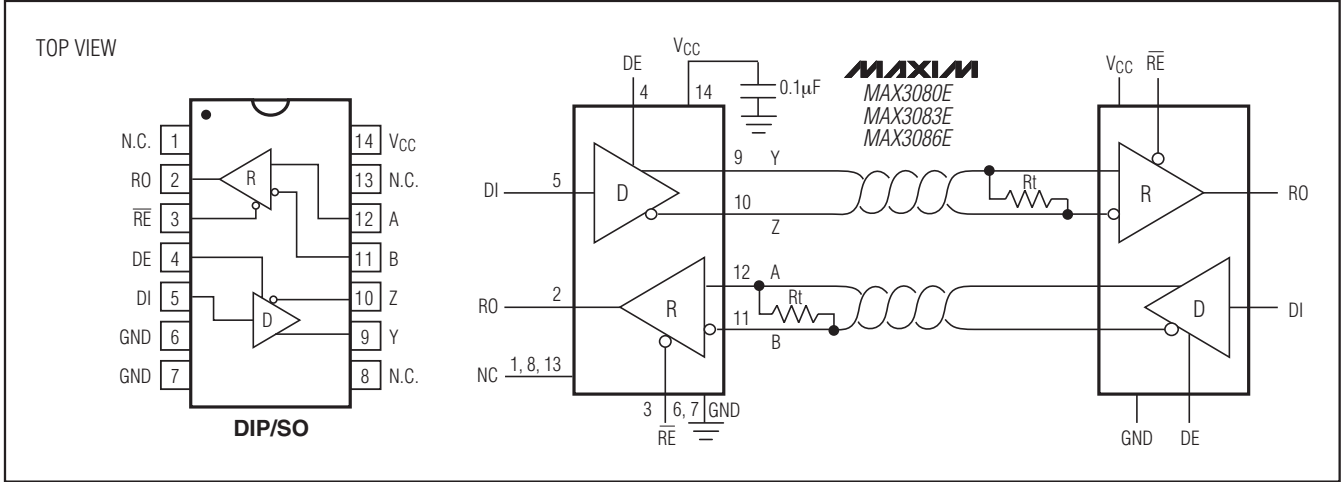 TOP VIEW
N.C. 1
RO 2
R̅E̅ 3
DE 4
DI 5
GND 6
GND 7
14 VCC
13 N.C.
12 A
11 B
10 Z
9 Y
8 N.C.
R
D
DIP/SO
DE
4
VCC
14
0.1µF
MAXIM
MAX3080E
MAX3083E
MAX3086E
DI 5
D
9 Y
10
Z
Rt
RO 2
R
12 A
11
B
Rt
NC 1, 8, 13
3
R̅E̅
6, 7 GND
VCC
R̅E̅
R
RO
D
DI
GND
DE